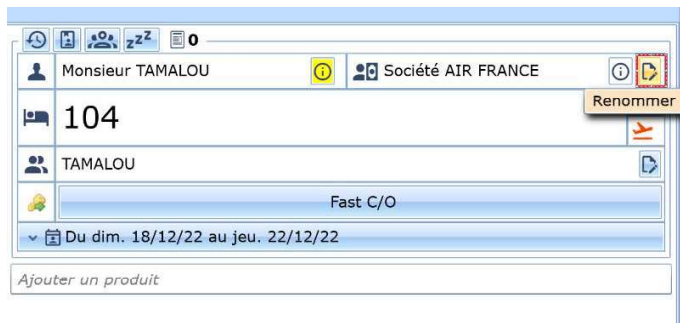 zzz 0
Monsieur TAMALOU Société AIR FRANCE
Renommer
104
TAMALOU
Fast C/O
Du dim. 18/12/22 au jeu. 22/12/22
Ajouter un produit